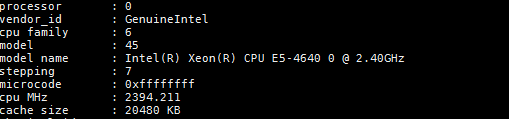 processor : 0
vendor_id : GenuineIntel
cpu family : 6
model : 45
model name : Intel(R) Xeon(R) CPU E5-4640 0 @ 2.40GHz
stepping : 7
microcode : 0xffffffff
cpu MHz : 2394.211
cache size : 20480 KB